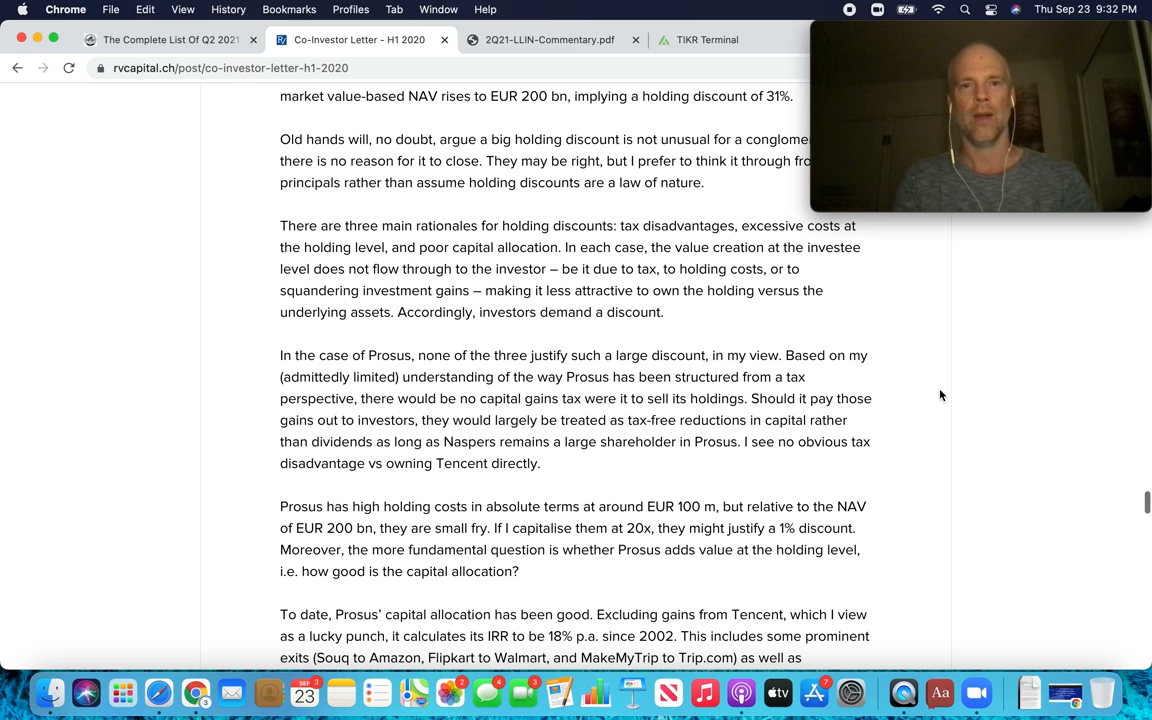 Chrome File Edit View History Bookmarks Profiles Tab Window Help
Thu Sep 23 9:32 PM
The Complete List Of Q2 2021
Co-Investor Letter - H1 2020
2Q21-LLIN-Commentary.pdf
TIKR Terminal
rvcapital.ch/post/co-investor-letter-h1-2020
market value-based NAV rises to EUR 200 bn, implying a holding discount of 31%.
Old hands will, no doubt, argue a big holding discount is not unusual for a conglome
there is no reason for it to close. They may be right, but I prefer to think it through fro
principals rather than assume holding discounts are a law of nature.
There are three main rationales for holding discounts: tax disadvantages, excessive costs at
the holding level, and poor capital allocation. In each case, the value creation at the investee
level does not flow through to the investor – be it due to tax, to holding costs, or to
squandering investment gains – making it less attractive to own the holding versus the
underlying assets. Accordingly, investors demand a discount.
In the case of Prosus, none of the three justify such a large discount, in my view. Based on my
(admittedly limited) understanding of the way Prosus has been structured from a tax
perspective, there would be no capital gains tax were it to sell its holdings. Should it pay those
gains out to investors, they would largely be treated as tax-free reductions in capital rather
than dividends as long as Naspers remains a large shareholder in Prosus. I see no obvious tax
disadvantage vs owning Tencent directly.
Prosus has high holding costs in absolute terms at around EUR 100 m, but relative to the NAV
of EUR 200 bn, they are small fry. If I capitalise them at 20x, they might justify a 1% discount.
Moreover, the more fundamental question is whether Prosus adds value at the holding level,
i.e. how good is the capital allocation?
To date, Prosus' capital allocation has been good. Excluding gains from Tencent, which I view
as a lucky punch, it calculates its IRR to be 18% p.a. since 2002. This includes some prominent
exits (Souq to Amazon, Flipkart to Walmart, and MakeMyTrip to Trip.com) as well as
3
SEP 3
23
2
4
3
tv
7
Aa